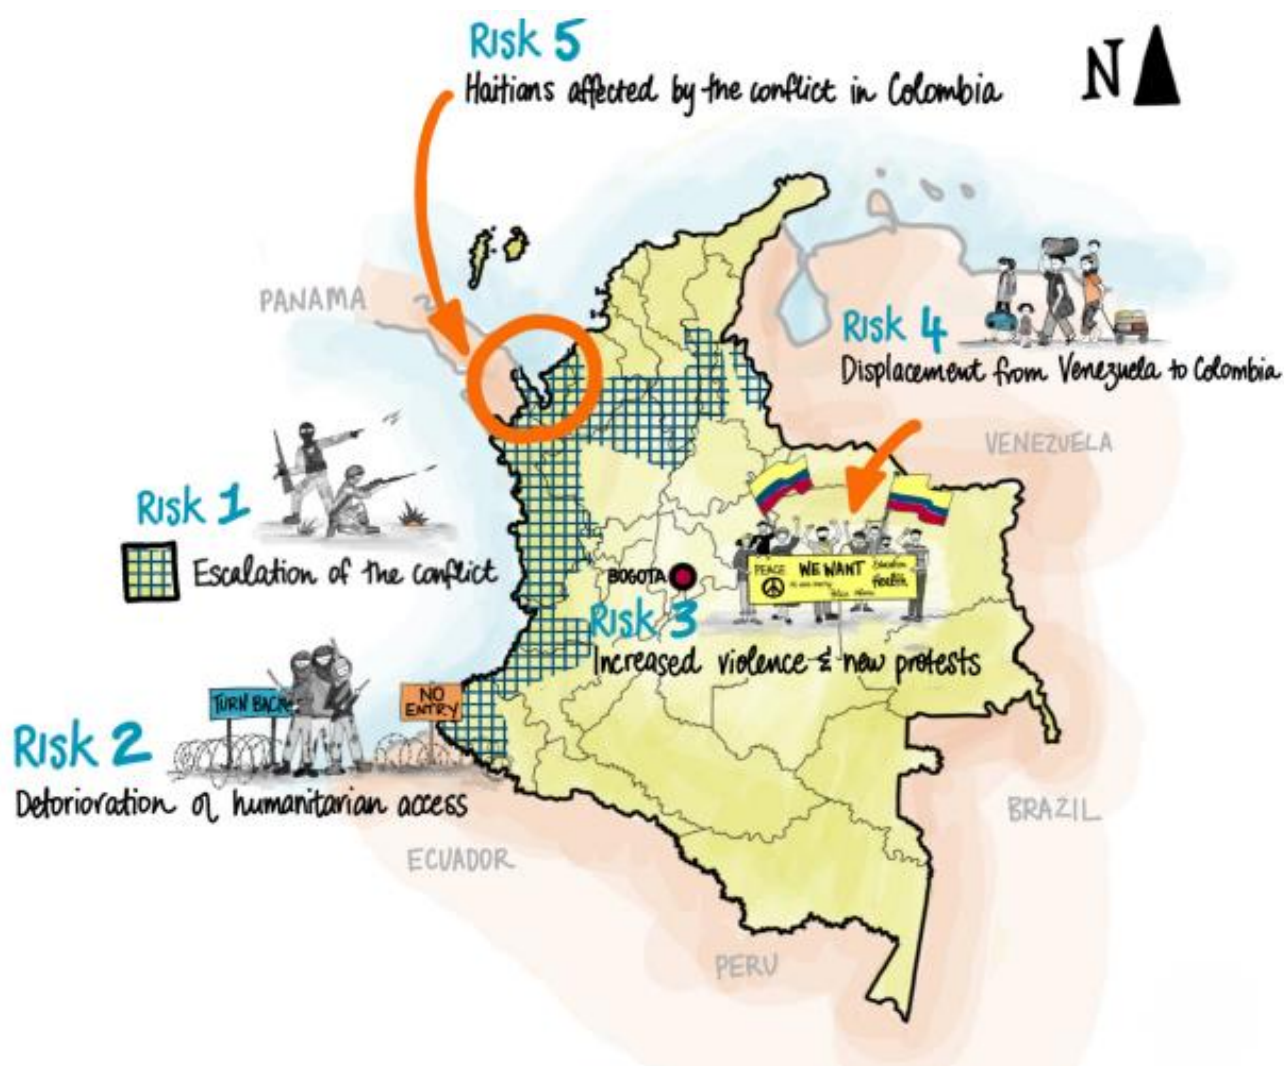 Risk 5
Haitians affected by the conflict in Colombia
N
PANAMA
Risk 4
Displacement from Venezuela to Colombia
VENEZUELA
Risk 1
Escalation of the conflict
PEACE WE WANT
Health
BOGOTA
Risk 3
Increased violence & new protests
TURN BACK
NO
ENTRY
Risk 2
Deterioration of humanitarian access
BRAZIL
ECUADOR
PERU